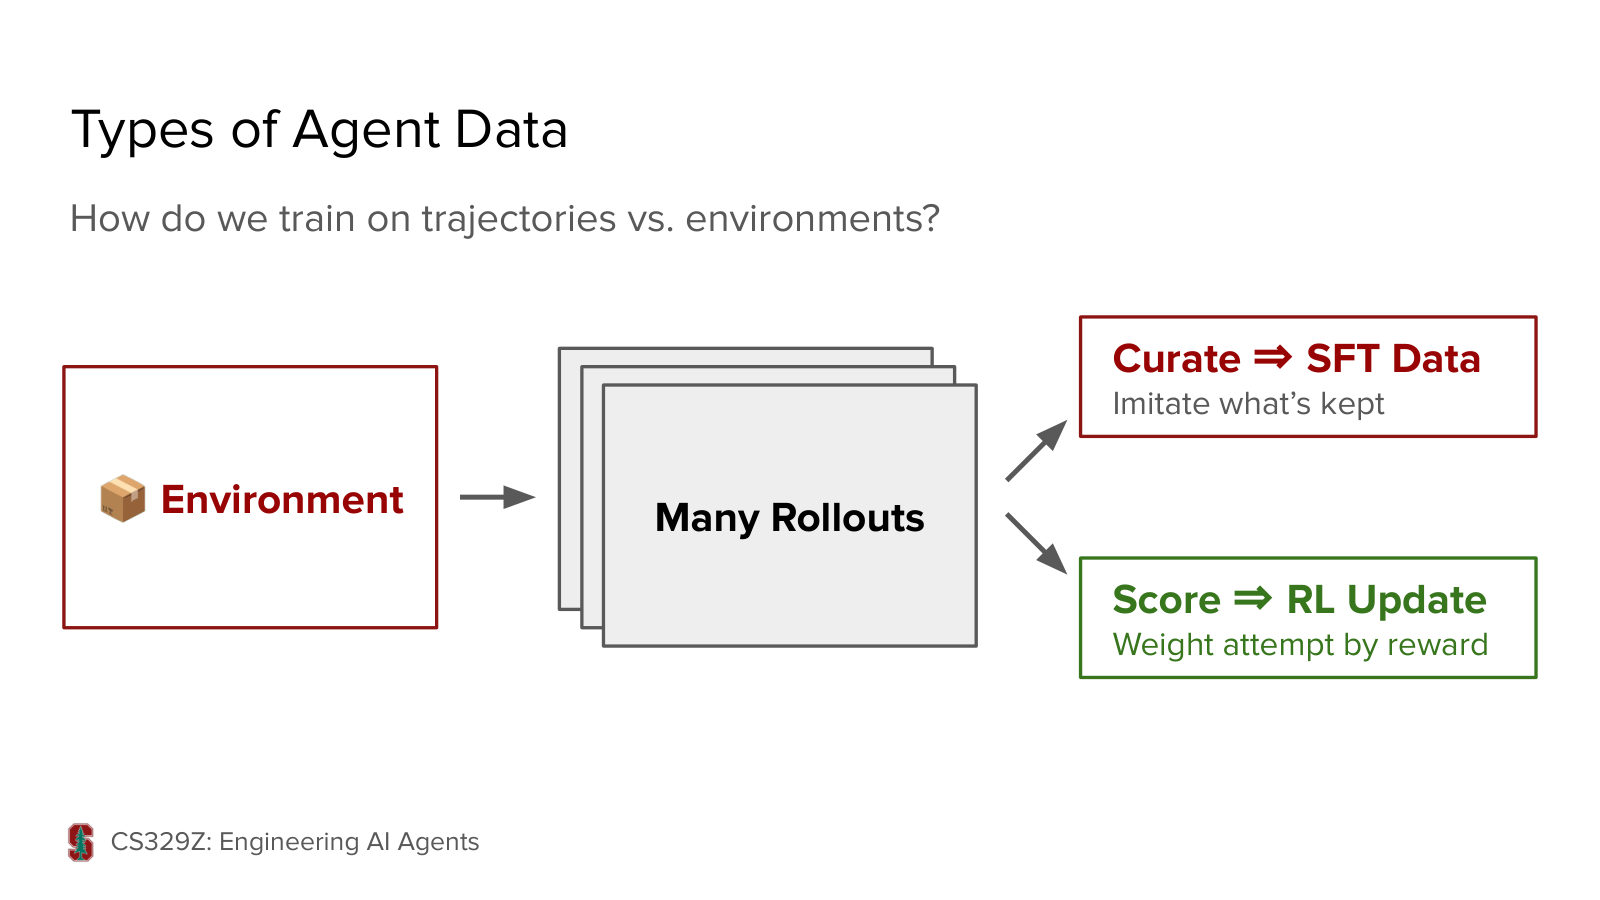 Types of Agent Data
How do we train on trajectories vs. environments?
📦 Environment
Many Rollouts
Curate ⇒ SFT Data
Imitate what’s kept
Score ⇒ RL Update
Weight attempt by reward
CS329Z: Engineering AI Agents